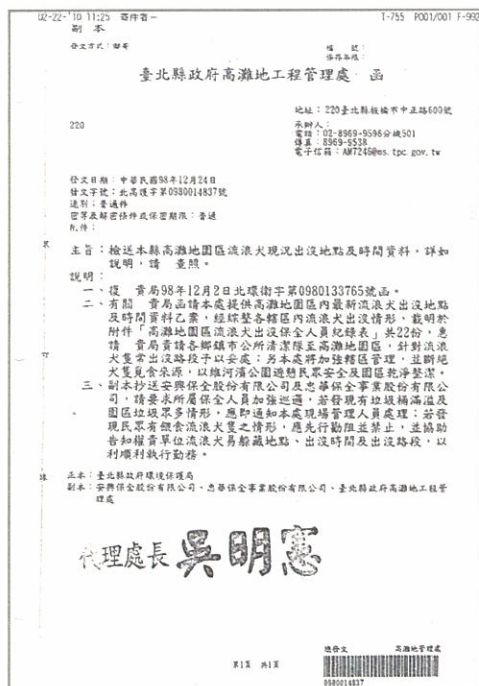 02-22-'10 11:25 寄件者-
T-755 P001/001 F-992
副 本
發文方式：郵寄
檔 號：
保存年限：
臺北縣政府高灘地工程管理處 函
地址：220臺北縣板橋市中正路600號
220
承辦人：
電話：02-8969-9596分機501
傳真：8969-9538
電子信箱：AM7246@ms.tpc.gov.tw
發文日期：中華民國98年12月24日
發文字號：北高護字第0980014837號
速別：普通件
密等及解密條件或保密期限：普通
附件：
主旨：檢送本縣高灘地園區流浪犬現況出沒地點及時間資料，詳如
說明，請 查照。
說明：
一、復 貴局98年12月2日北環衛字第0980133765號函。
二、有關 貴局函請本處提供高灘地園區內最新流浪犬出沒地點
及時間資料乙案，經綜整各轄區內流浪犬出沒情形，載明於
附件「高灘地園區流浪犬出沒保全人員紀錄表」共22份，惠
請 貴局責請各鄉鎮市公所清潔隊至高灘地園區，針對流浪
犬隻常出沒路段予以妥處；另本處將加強轄區管理，並斷絕
犬隻覓食來源，以維河濱公園遊憩民眾安全及園區乾淨整潔。
三、副本抄送安興保全股份有限公司及忠華保全事業股份有限公
司，請要求所屬保全人員加強巡邏，若發現有垃圾桶滿溢及
園區垃圾眾多情形，應即通知本處現場管理人員處理；若發
現民眾有餵食流浪犬隻之情形，應先行勸阻並禁止，並協助
告知權責單位流浪犬易躲藏地點、出沒時間及出沒路段，以
利順利執行勤務。
正本：臺北縣政府環境保護局
副本：安興保全股份有限公司、忠華保全事業股份有限公司、臺北縣政府高灘地工程管
理處
代理處長 吳明憲
總發文 高灘地管理處
第1頁 共1頁
0980014837